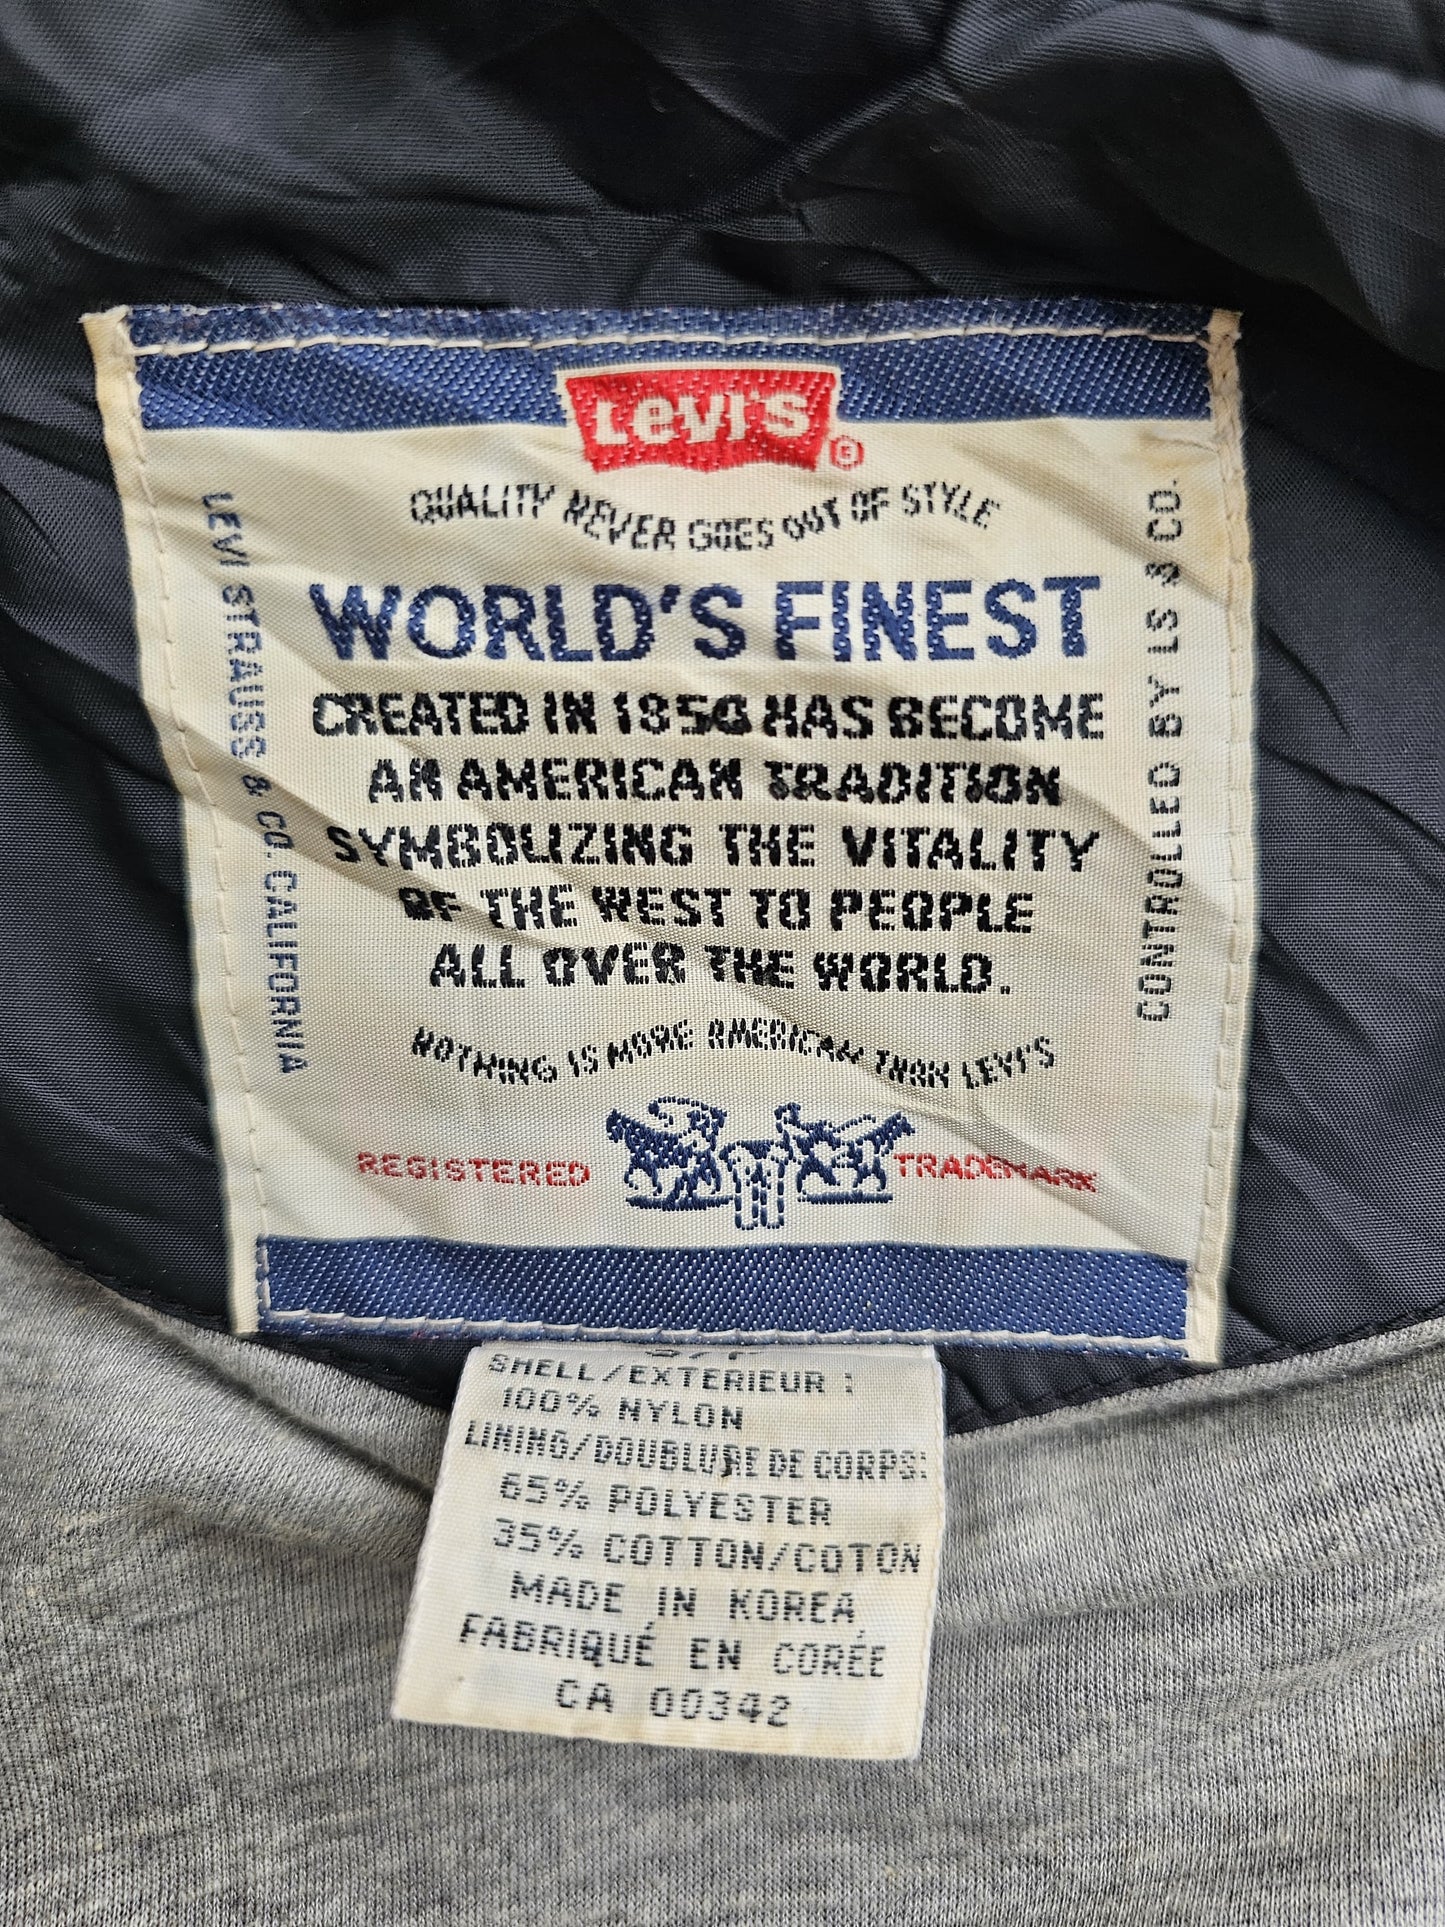 Levi's ®
QUALITY NEVER GOES OUT OF STYLE
WORLD'S FINEST
CREATED IN 1850 HAS BECOME
AN AMERICAN TRADITION
SYMBOLIZING THE VITALITY
OF THE WEST TO PEOPLE
ALL OVER THE WORLD.
NOTHING IS MORE AMERICAN THAN LEVI'S
REGISTERED TRADEMARK
LEVI STRAUSS & CO. CALIFORNIA
CONTROLLED BY LS & CO.
S/P
SHELL/EXTERIEUR :
100% NYLON
LINING/DOUBLURE DE CORPS:
65% POLYESTER
35% COTTON/COTON
MADE IN KOREA
FABRIQUÉ EN CORÉE
CA 00342